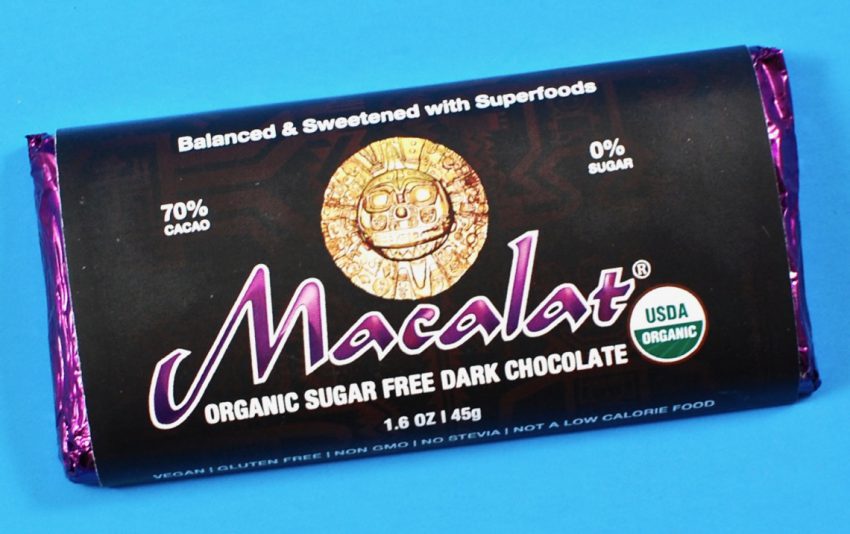 Balanced & Sweetened with Superfoods
70%
CACAO
0%
SUGAR
Macalat®
USDA
ORGANIC
ORGANIC SUGAR FREE DARK CHOCOLATE
1.6 OZ | 45g
VEGAN | GLUTEN FREE | NON GMO | NO STEVIA | NOT A LOW CALORIE FOOD